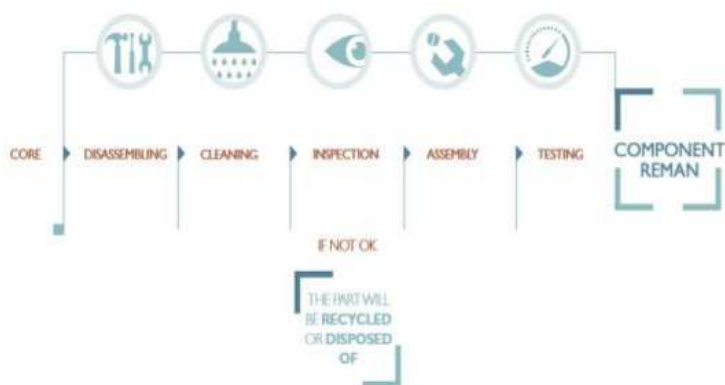 CORE
DISASSEMBLING
CLEANING
INSPECTION
ASSEMBLY
TESTING
COMPONENT
REMAN
IF NOT OK
THE PART WILL
BE RECYCLED
OR DISPOSED
OF